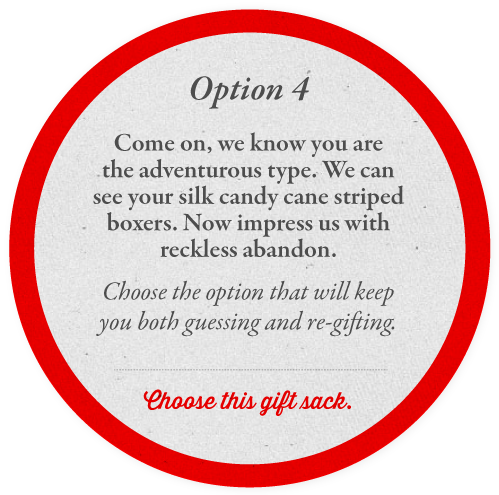 Option 4
Come on, we know you are
the adventurous type. We can
see your silk candy cane striped
boxers. Now impress us with
reckless abandon.
Choose the option that will keep
you both guessing and re-gifting.
Choose this gift sack.